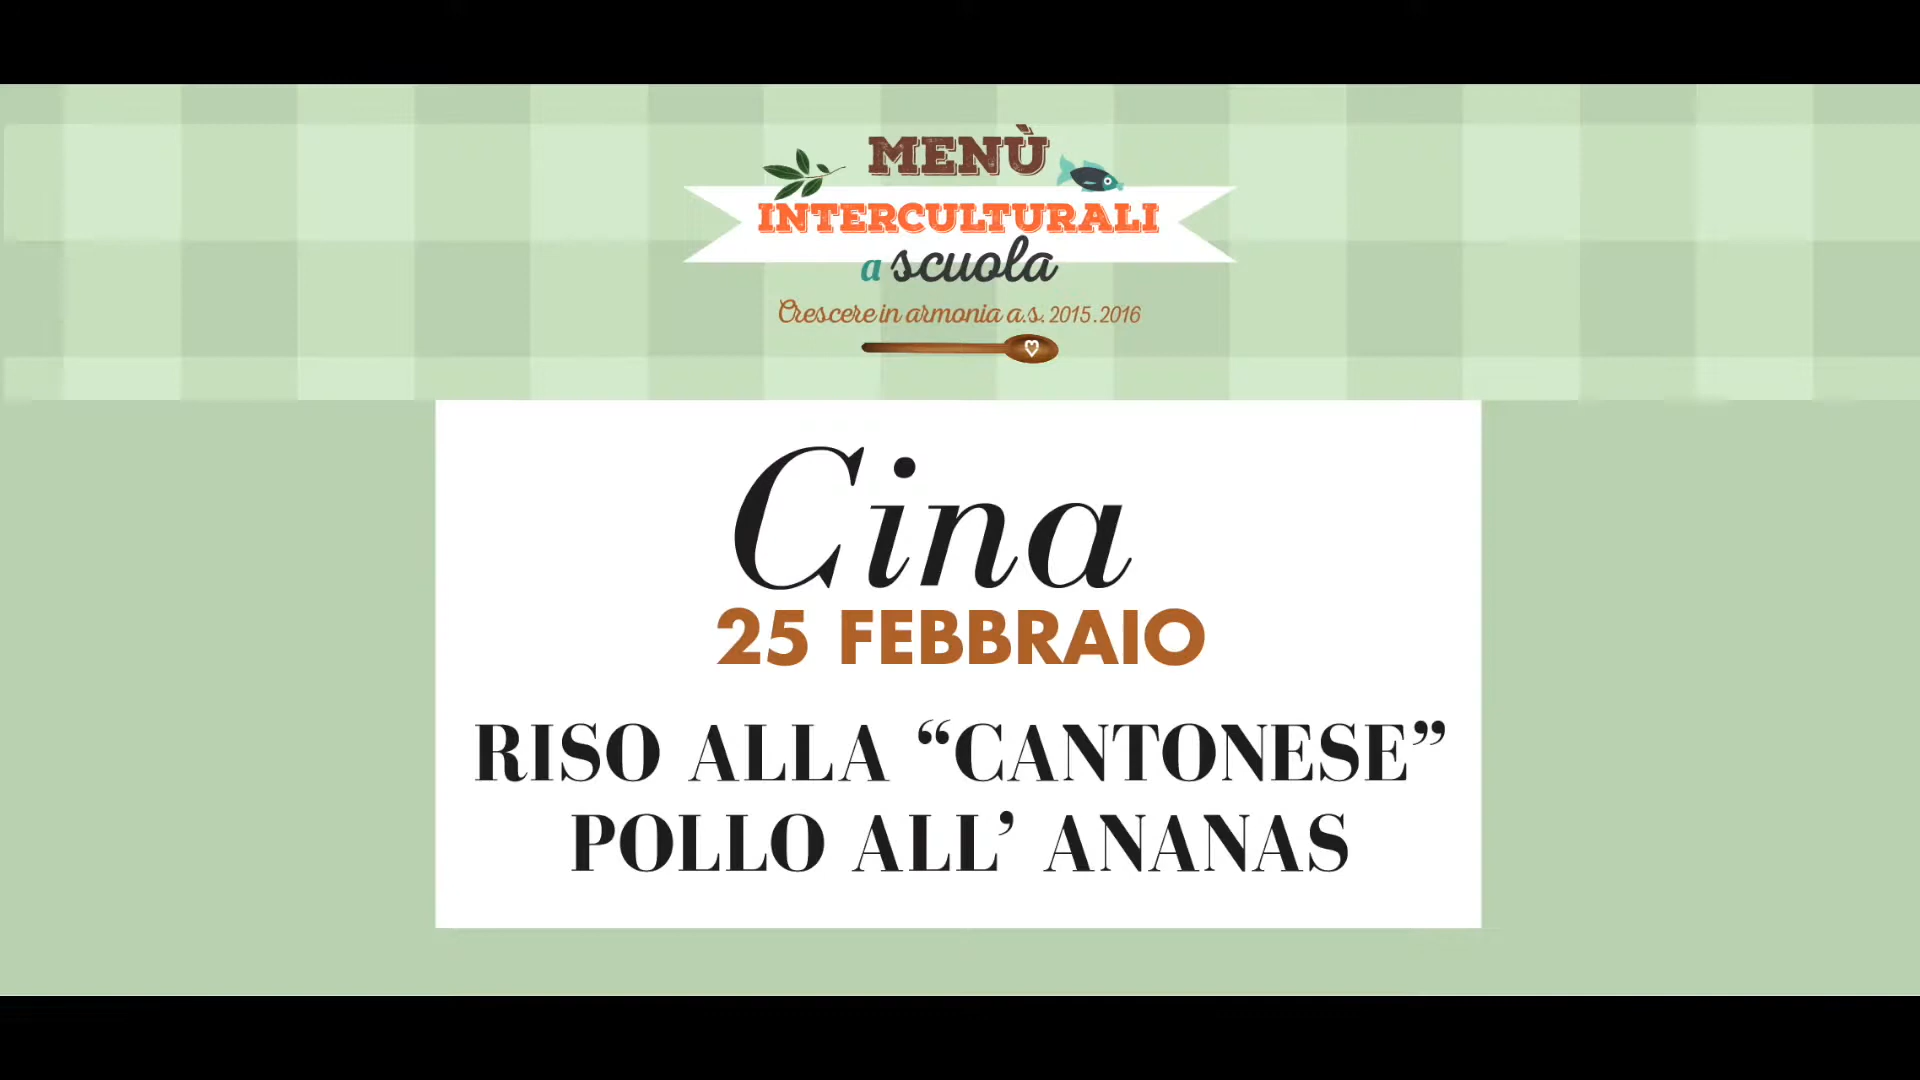 MENÙ
INTERCULTURALI
a scuola
Crescere in armonia a.s. 2015.2016
Cina
25 FEBBRAIO
RISO ALLA “CANTONESE”
POLLO ALL’ ANANAS